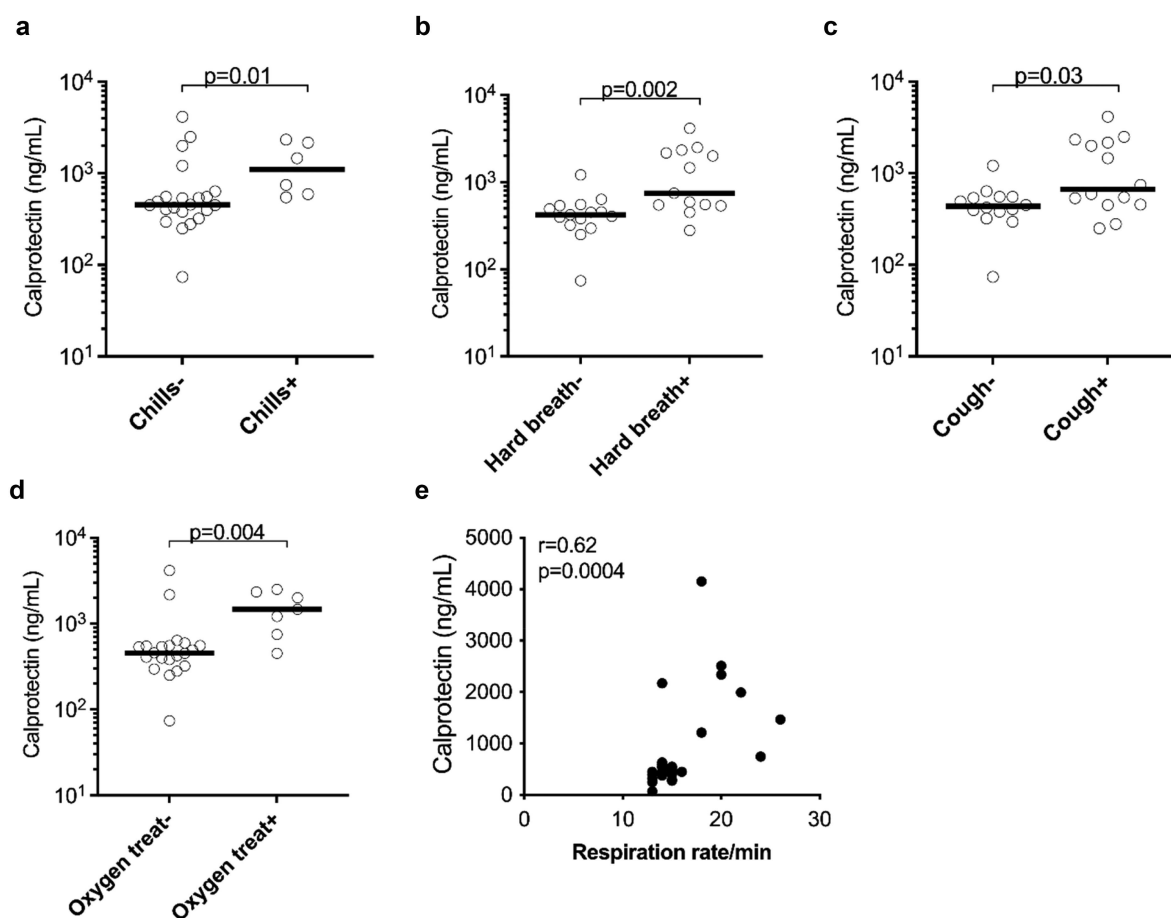 a
p=0.01
10⁴
10³
10²
10¹
Calprotectin (ng/mL)
Chills-
Chills+
b
p=0.002
10⁴
10³
10²
10¹
Calprotectin (ng/mL)
Hard breath-
Hard breath+
c
p=0.03
10⁴
10³
10²
10¹
Calprotectin (ng/mL)
Cough-
Cough+
d
p=0.004
10⁴
10³
10²
10¹
Calprotectin (ng/mL)
Oxygen treat-
Oxygen treat+
e
r=0.62
p=0.0004
5000
4000
3000
2000
1000
0
Calprotectin (ng/mL)
0 10 20 30
Respiration rate/min